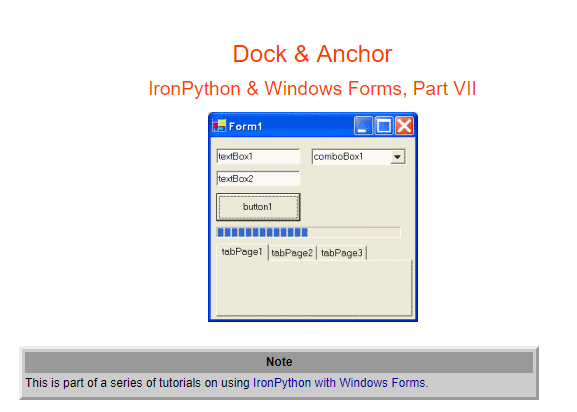 Dock & Anchor
IronPython & Windows Forms, Part VII
Form1
textBox1 comboBox1
textBox2
button1
tabPage1 tabPage2 tabPage3
Note
This is part of a series of tutorials on using IronPython with Windows Forms.